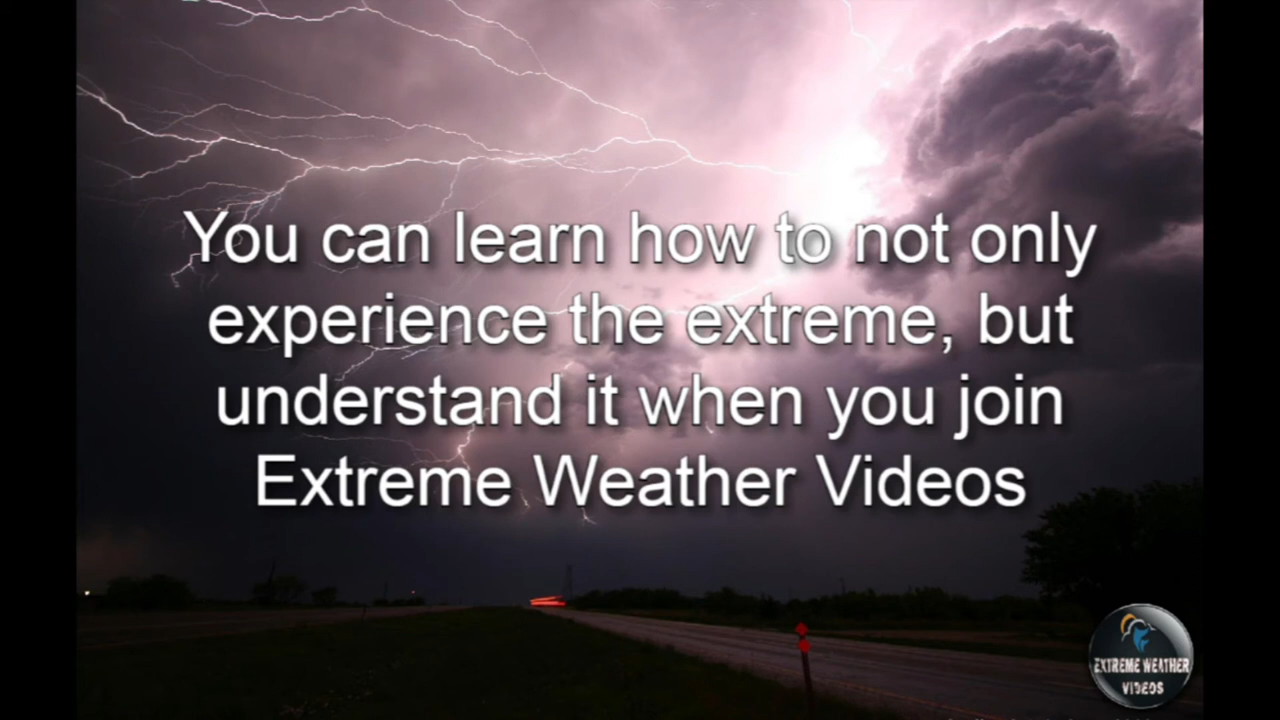 You can learn how to not only
experience the extreme, but
understand it when you join
Extreme Weather Videos
EXTREME WEATHER
VIDEOS